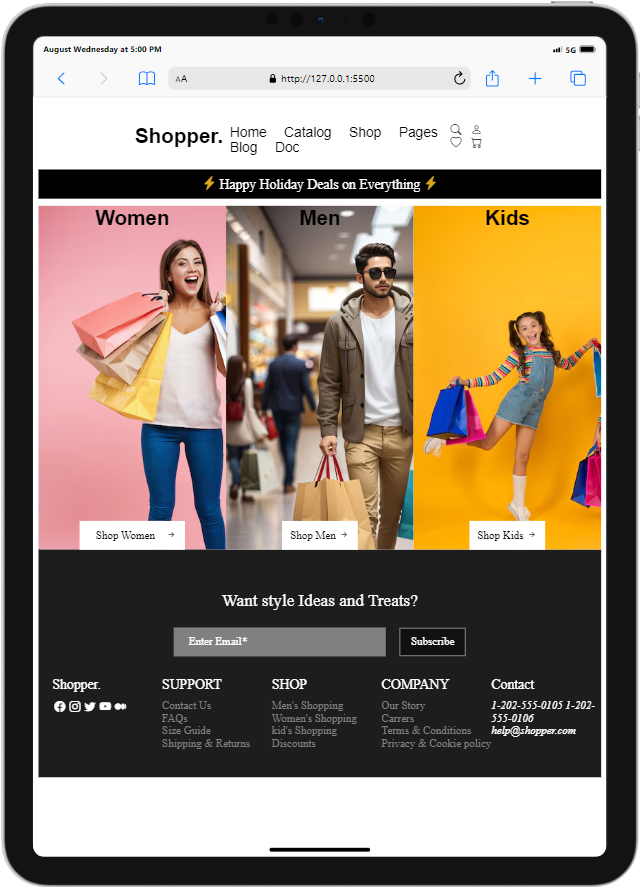 August Wednesday at 5:00 PM
5G
AA
http://127.0.0.1:5500
Shopper. Home Catalog Shop Pages
Blog Doc
⚡ Happy Holiday Deals on Everything ⚡
Women Men Kids
Shop Women → Shop Men → Shop Kids →
Want style Ideas and Treats?
Enter Email* Subscribe
Shopper. SUPPORT SHOP COMPANY Contact
Contact Us Men's Shopping Our Story 1-202-555-0105 1-202-
FAQs Women's Shopping Carrers 555-0106
Size Guide kid's Shopping Terms & Conditions help@shopper.com
Shipping & Returns Discounts Privacy & Cookie policy